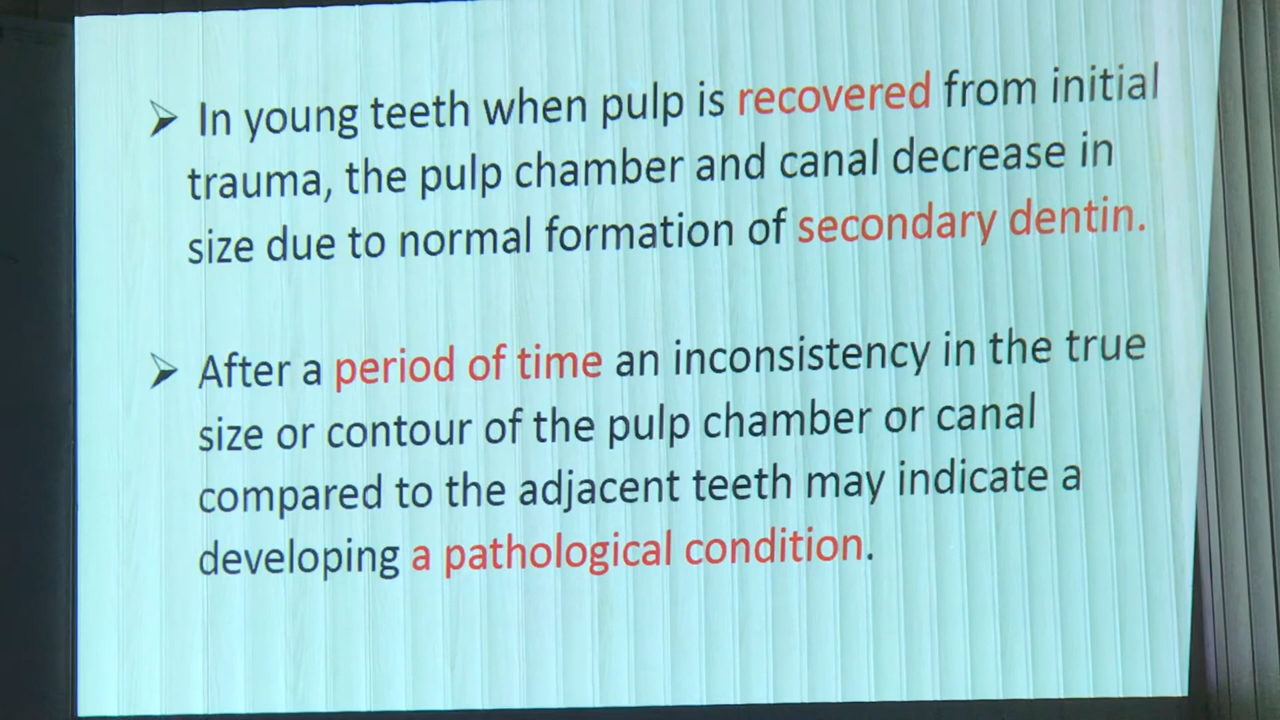 ➢ In young teeth when pulp is recovered from initial
trauma, the pulp chamber and canal decrease in
size due to normal formation of secondary dentin.
➢ After a period of time an inconsistency in the true
size or contour of the pulp chamber or canal
compared to the adjacent teeth may indicate a
developing a pathological condition.